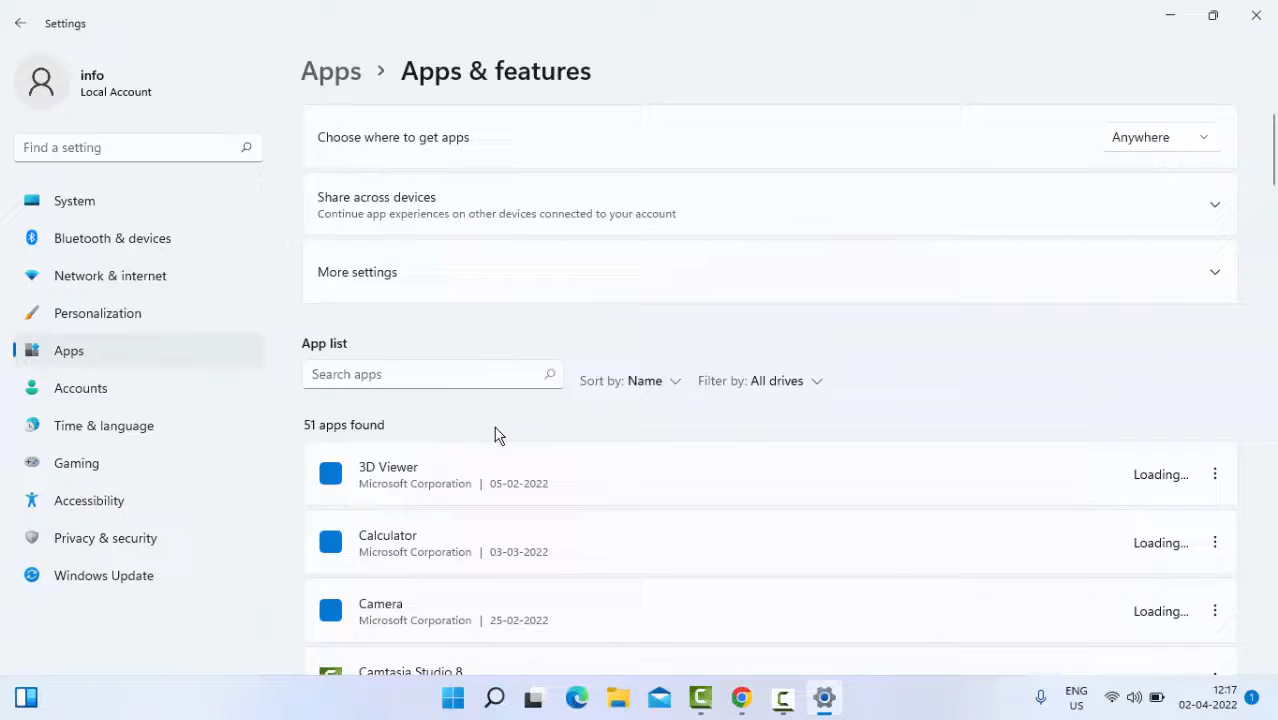 Settings
info
Local Account
Find a setting
System
Bluetooth & devices
Network & internet
Personalization
Apps
Accounts
Time & language
Gaming
Accessibility
Privacy & security
Windows Update
Apps > Apps & features
Choose where to get apps
Anywhere
Share across devices
Continue app experiences on other devices connected to your account
More settings
App list
Search apps
Sort by: Name
Filter by: All drives
51 apps found
3D Viewer
Microsoft Corporation | 05-02-2022
Loading...
Calculator
Microsoft Corporation | 03-03-2022
Loading...
Camera
Microsoft Corporation | 25-02-2022
Loading...
Camtasia Studio 8
ENG
US
12:17
02-04-2022
1